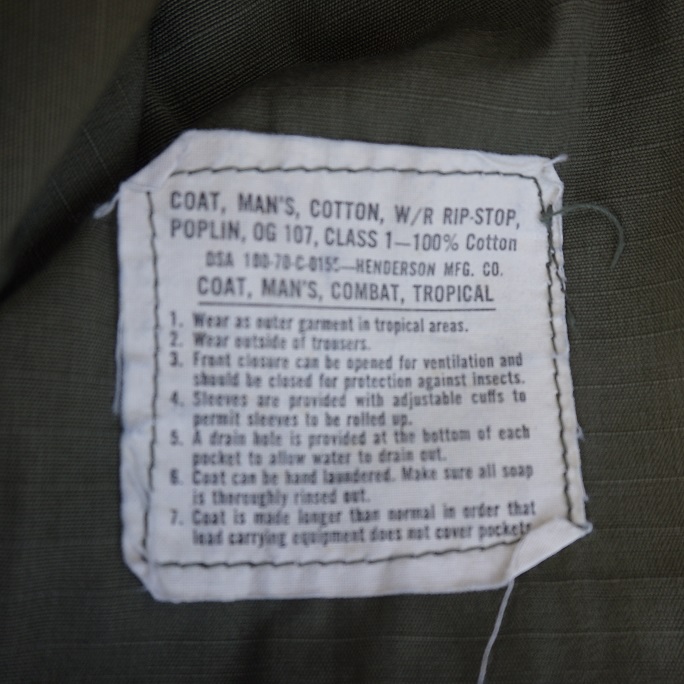 COAT, MAN'S, COTTON, W/R RIP-STOP,
POPLIN, OG 107, CLASS 1—100% Cotton
DSA 100-70-C-—HENDERSON MFG. CO.
COAT, MAN'S, COMBAT, TROPICAL
1. Wear as outer garment in tropical areas.
2. Wear outside of trousers.
3. Front closure can be opened for ventilation and
should be closed for protection against insects.
4. Sleeves are provided with adjustable cuffs to
permit sleeves to be rolled up.
5. A drain hole is provided at the bottom of each
pocket to allow water to drain out.
6. Coat can be hand laundered. Make sure all soap
is thoroughly rinsed out.
7. Coat is made longer than normal in order that
load carrying equipment does not cover pockets